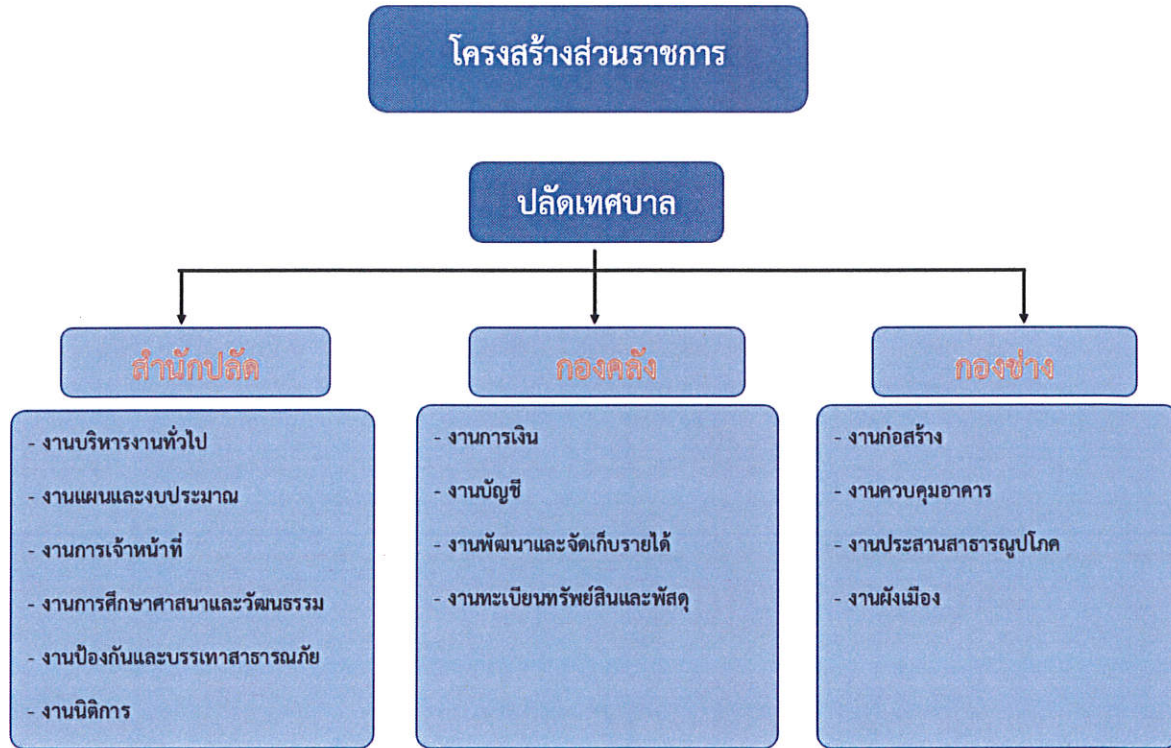 โครงสร้างส่วนราชการ
ปลัดเทศบาล
สำนักปลัด
- งานบริหารงานทั่วไป
- งานแผนและงบประมาณ
- งานการเจ้าหน้าที่
- งานการศึกษาศาสนาและวัฒนธรรม
- งานป้องกันและบรรเทาสาธารณภัย
- งานนิติการ
กองคลัง
- งานการเงิน
- งานบัญชี
- งานพัฒนาและจัดเก็บรายได้
- งานทะเบียนทรัพย์สินและพัสดุ
กองช่าง
- งานก่อสร้าง
- งานควบคุมอาคาร
- งานประสานสาธารณูปโภค
- งานผังเมือง